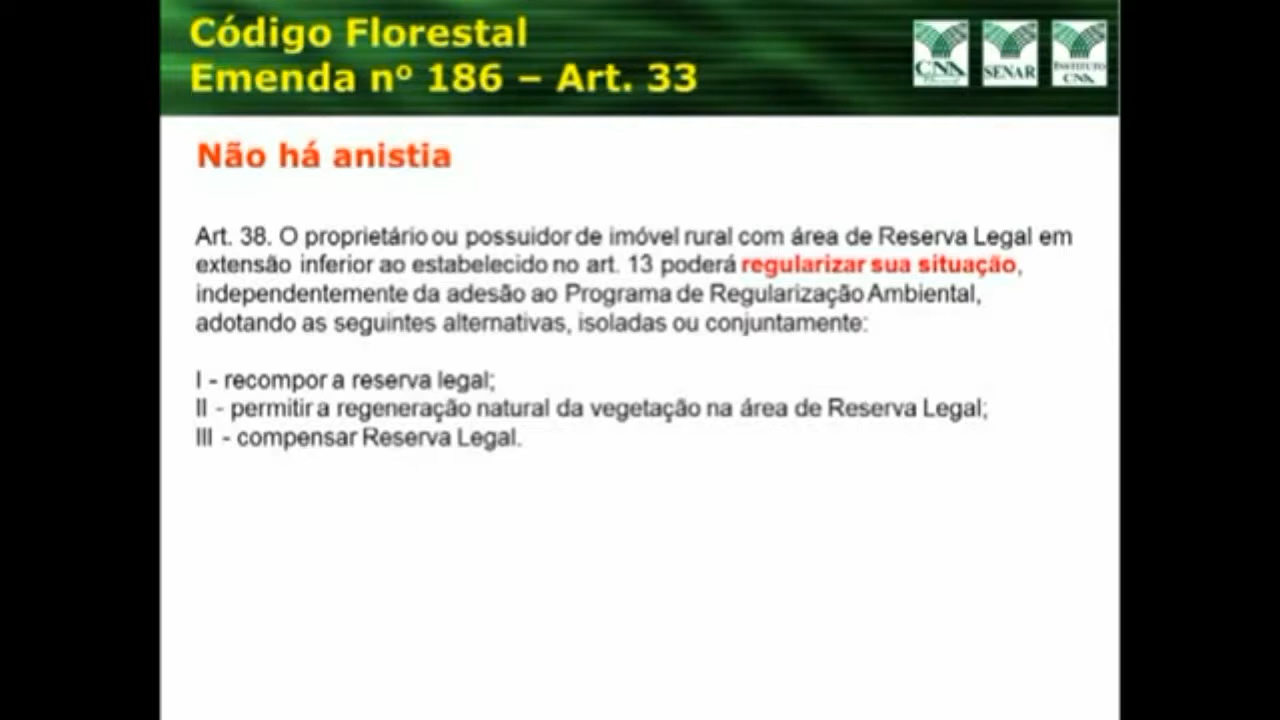 Código Florestal
Emenda nº 186 – Art. 33
CNA
SENAR
INSTITUTO
CNA
Não há anistia
Art. 38. O proprietário ou possuidor de imóvel rural com área de Reserva Legal em
extensão inferior ao estabelecido no art. 13 poderá regularizar sua situação,
independentemente da adesão ao Programa de Regularização Ambiental,
adotando as seguintes alternativas, isoladas ou conjuntamente:
I - recompor a reserva legal;
II - permitir a regeneração natural da vegetação na área de Reserva Legal;
III - compensar Reserva Legal.